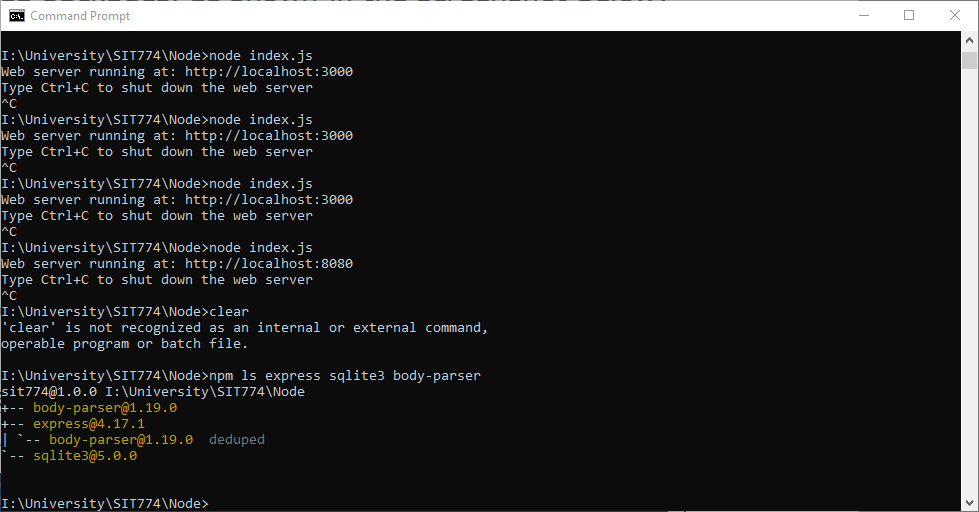 Command Prompt
I:\University\SIT774\Node>node index.js
Web server running at: http://localhost:3000
Type Ctrl+C to shut down the web server
^C
I:\University\SIT774\Node>node index.js
Web server running at: http://localhost:3000
Type Ctrl+C to shut down the web server
^C
I:\University\SIT774\Node>node index.js
Web server running at: http://localhost:3000
Type Ctrl+C to shut down the web server
^C
I:\University\SIT774\Node>node index.js
Web server running at: http://localhost:8080
Type Ctrl+C to shut down the web server
^C
I:\University\SIT774\Node>clear
'clear' is not recognized as an internal or external command,
operable program or batch file.
I:\University\SIT774\Node>npm ls express sqlite3 body-parser
sit774@1.0.0 I:\University\SIT774\Node
+-- body-parser@1.19.0
+-- express@4.17.1
| `-- body-parser@1.19.0  deduped
`-- sqlite3@5.0.0
I:\University\SIT774\Node>